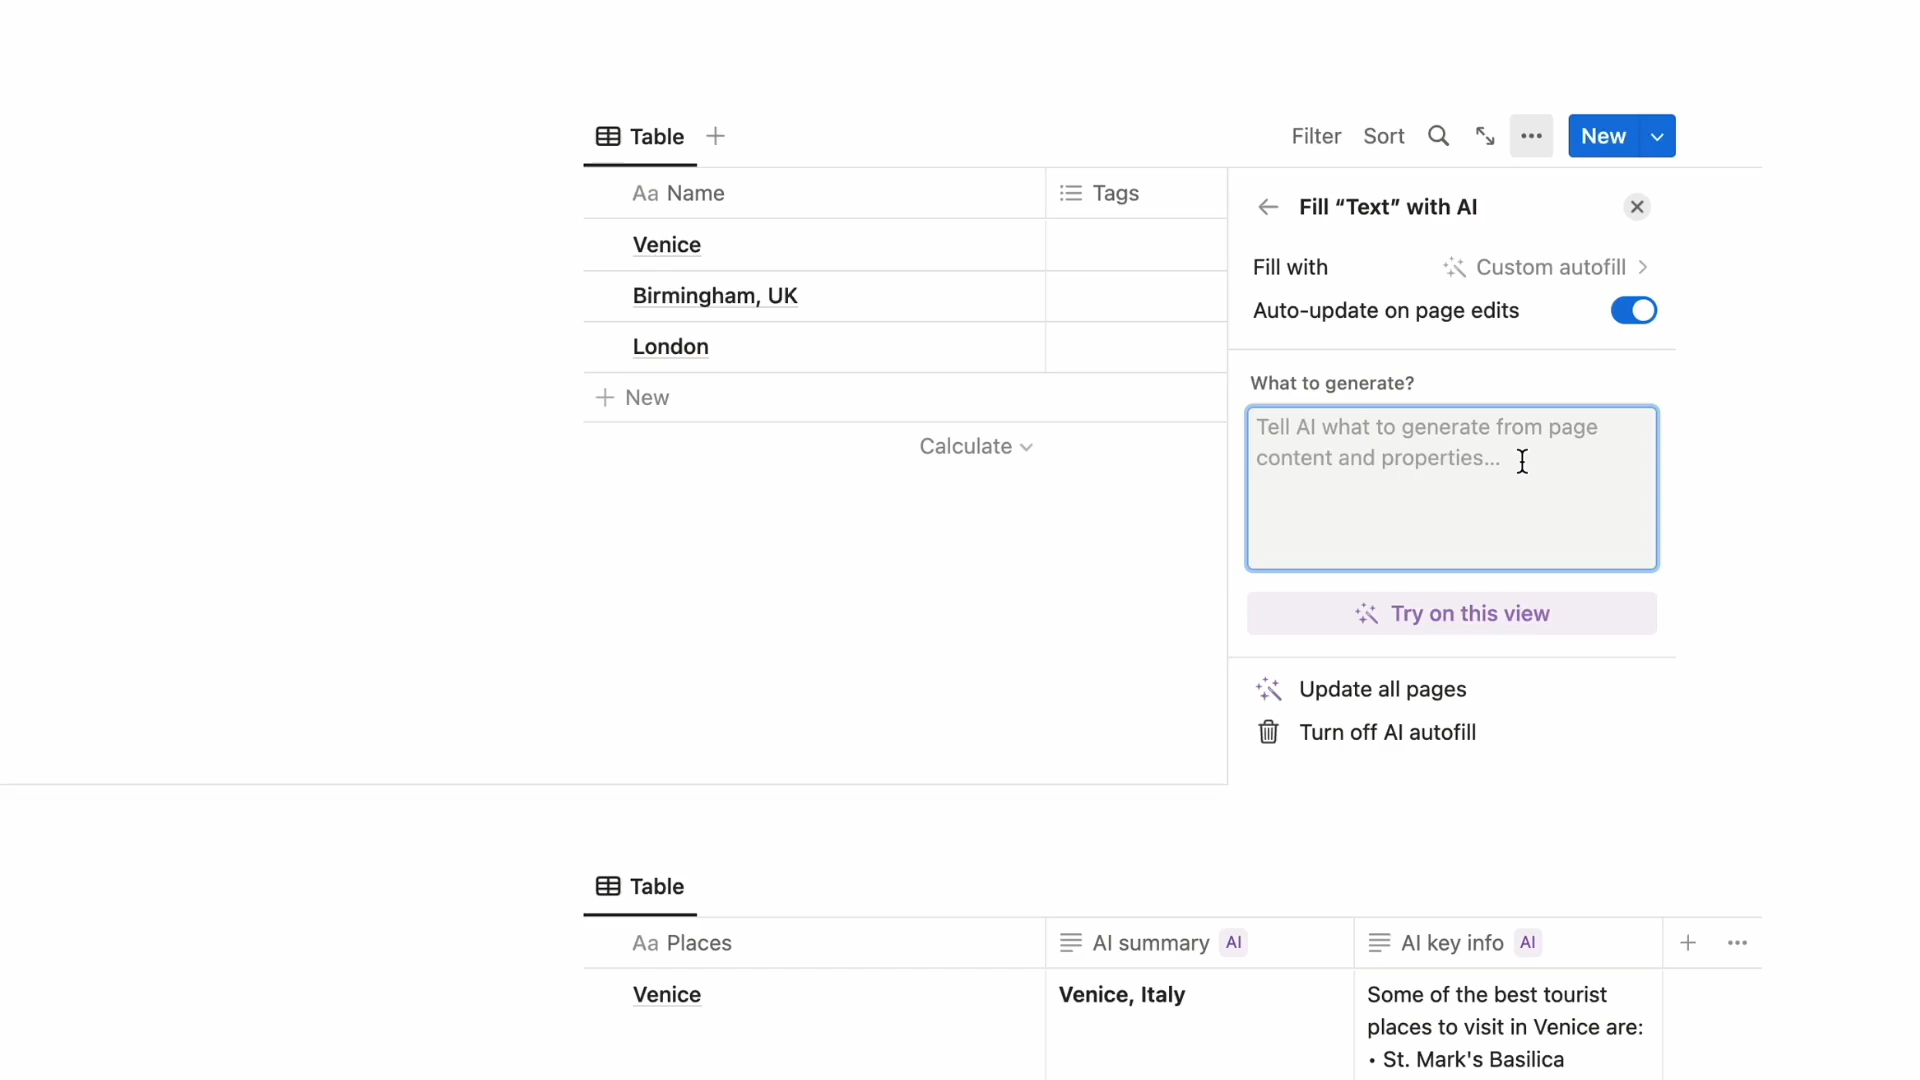 Table
Filter Sort New
Aa Name Tags
Venice
Birmingham, UK
London
New
Calculate
Fill “Text” with AI
Fill with Custom autofill
Auto-update on page edits
What to generate?
Tell AI what to generate from page
content and properties...
Try on this view
Update all pages
Turn off AI autofill
Table
Aa Places AI summary AI AI key info AI
Venice Venice, Italy Some of the best tourist
places to visit in Venice are:
• St. Mark's Basilica